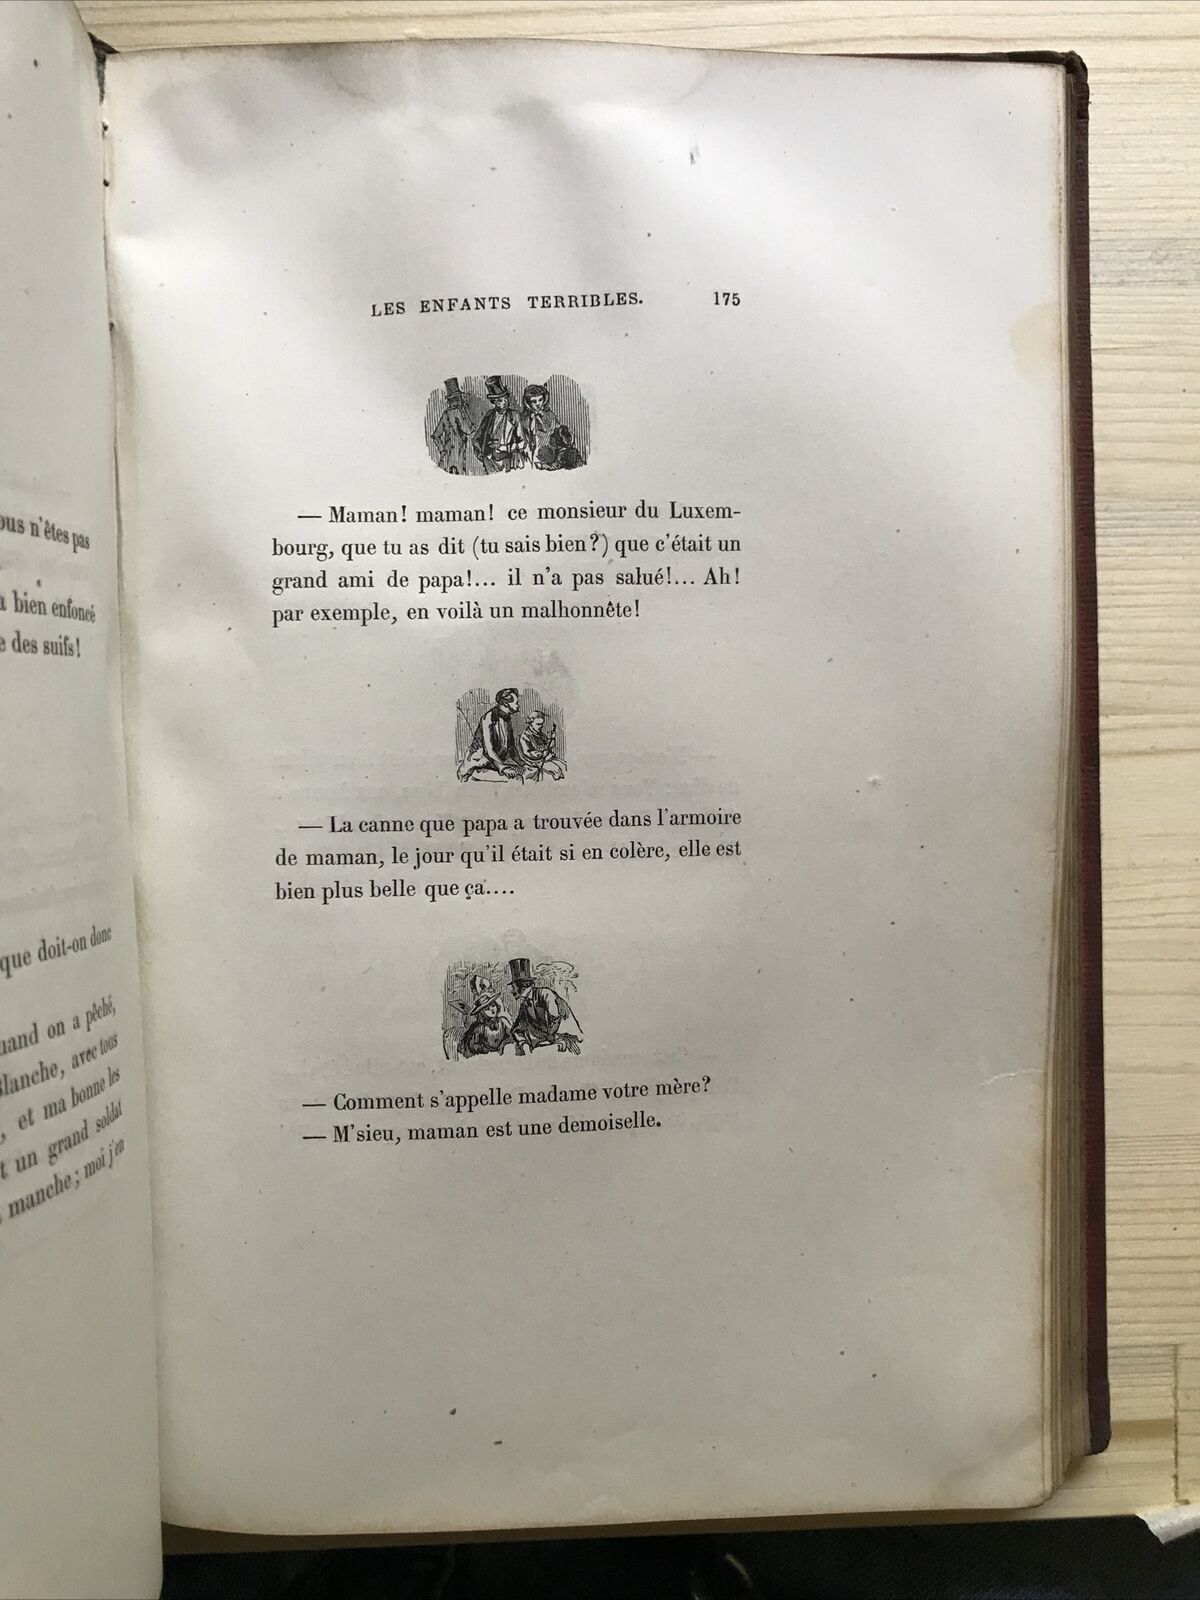 ous n'êtes pas
bien enfoncé
des suifs!
que doit-on donc
on a pêché,
avec tous
et ma bonne les
un grand soldat
manche; moi j'en
LES ENFANTS TERRIBLES. 175
— Maman! maman! ce monsieur du Luxem-
bourg, que tu as dit (tu sais bien?) que c'était un
grand ami de papa!... il n'a pas salué!... Ah!
par exemple, en voilà un malhonnête!
— La canne que papa a trouvée dans l'armoire
de maman, le jour qu'il était si en colère, elle est
bien plus belle que ça....
— Comment s'appelle madame votre mère?
— M'sieu, maman est une demoiselle.